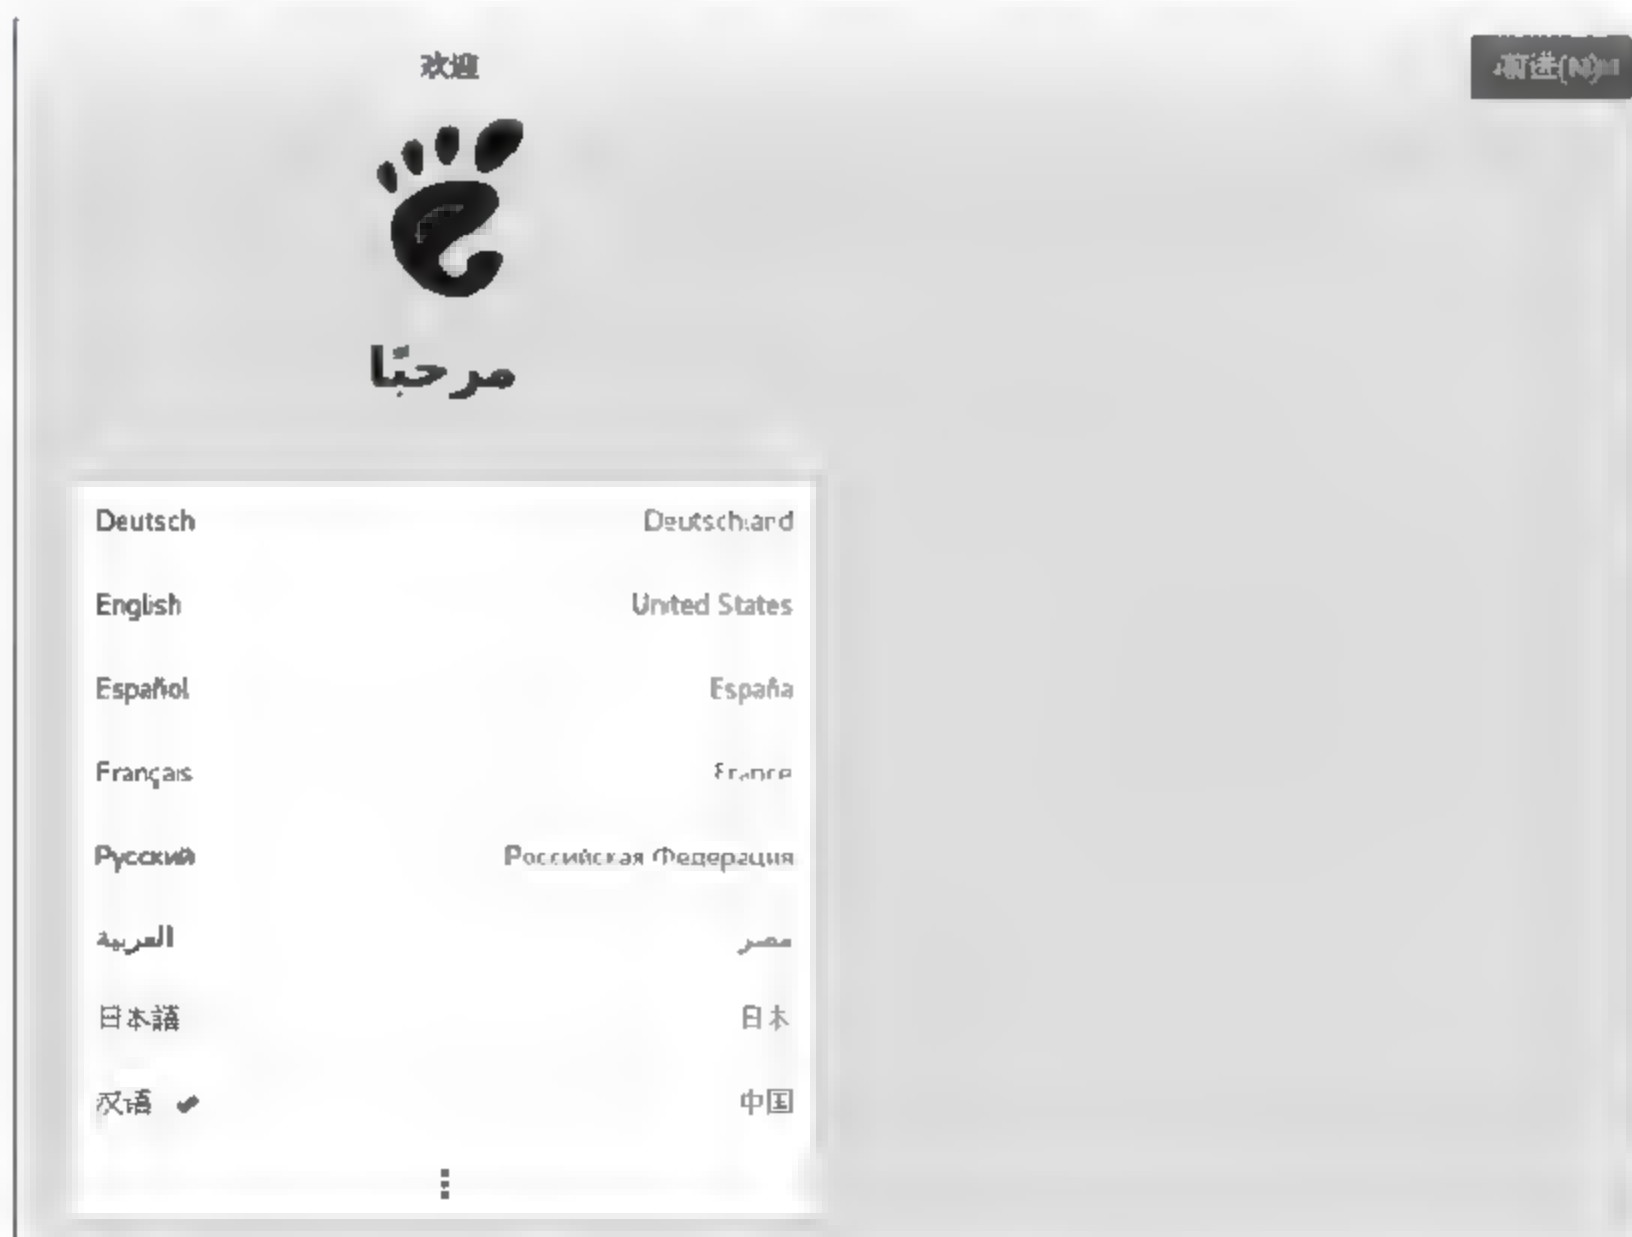 欢迎
前进(N)
مرحبًا
Deutsch Deutschland
English United States
Español España
Français France
Русский Российская Федерация
العربية مصر
日本語 日本
汉语 中国